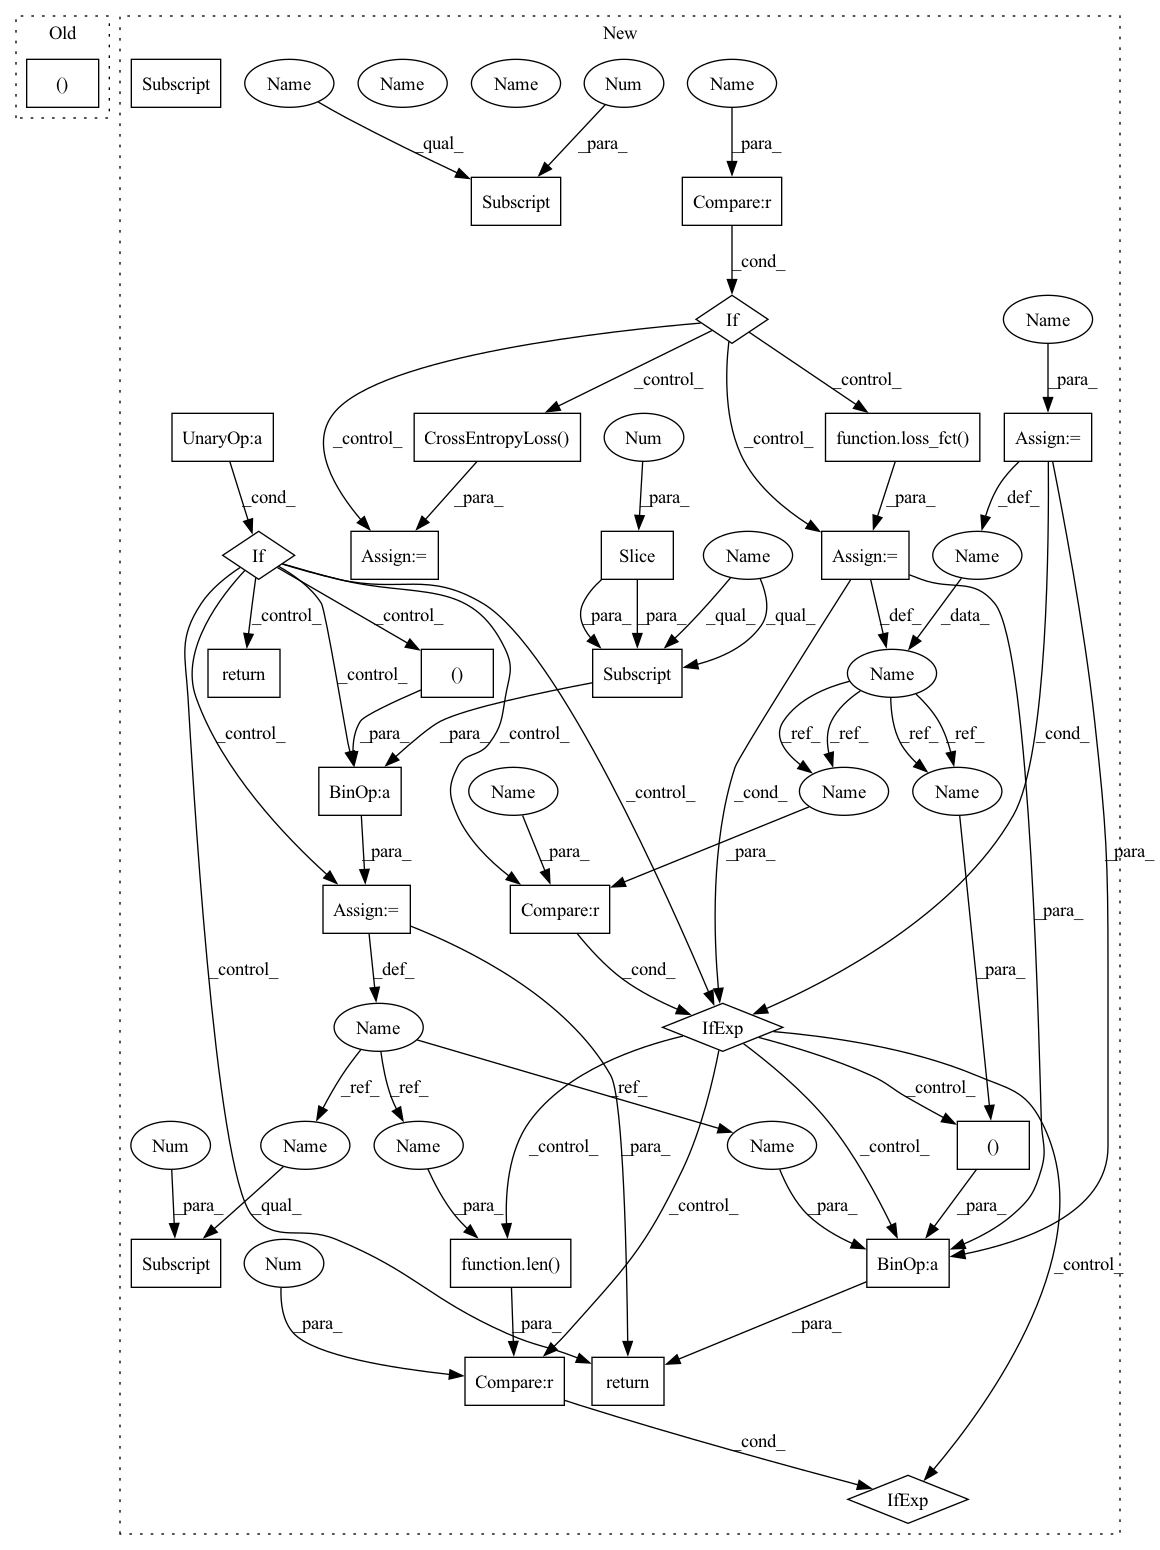 Old
New
()
Subscript
Name
Name
Name
Num
Name
_qual_
_para_
_para_
Subscript
Compare:r
_cond_
If
Name
_control_
_control_
_para_
UnaryOp:a
CrossEntropyLoss()
Num
function.loss_fct()
Assign:=
_cond_
_control_
_para_
_para_
_control_
_para_
_def_
If
Assign:=
Slice
Name
Assign:=
Name
_control_
_control_
_para_
_para_
_qual_
_qual_
_def_
_data_
return
_control_
()
Subscript
Name
_control_
_para_
_para_
_control_
_ref_
_ref_
_ref_
_ref_
_cond_
BinOp:a
Name
_control_
_cond_
Name
Name
_para_
_para_
_para_
_para_
Assign:=
Compare:r
_control_
_def_
_cond_
_para_
_para_
Name
IfExp
_ref_
_ref_
_ref_
_control_
Num
Name
Name
_control_
_para_
Name
_control_
()
_para_
_qual_
_para_
_control_
_para_
_para_
Subscript
Num
function.len()
BinOp:a
_control_
_para_
_para_
_para_
Compare:r
return
_cond_
IfExp